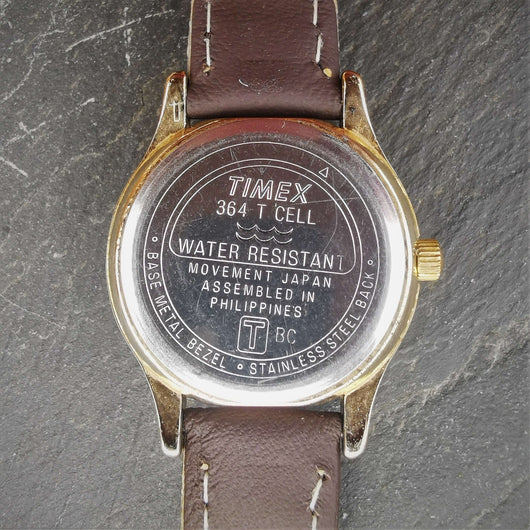 TIMEX
364 T CELL
WATER RESISTANT
MOVEMENT JAPAN
ASSEMBLED IN
PHILIPPINES
T BC
• BASE METAL BEZEL • STAINLESS STEEL BACK •